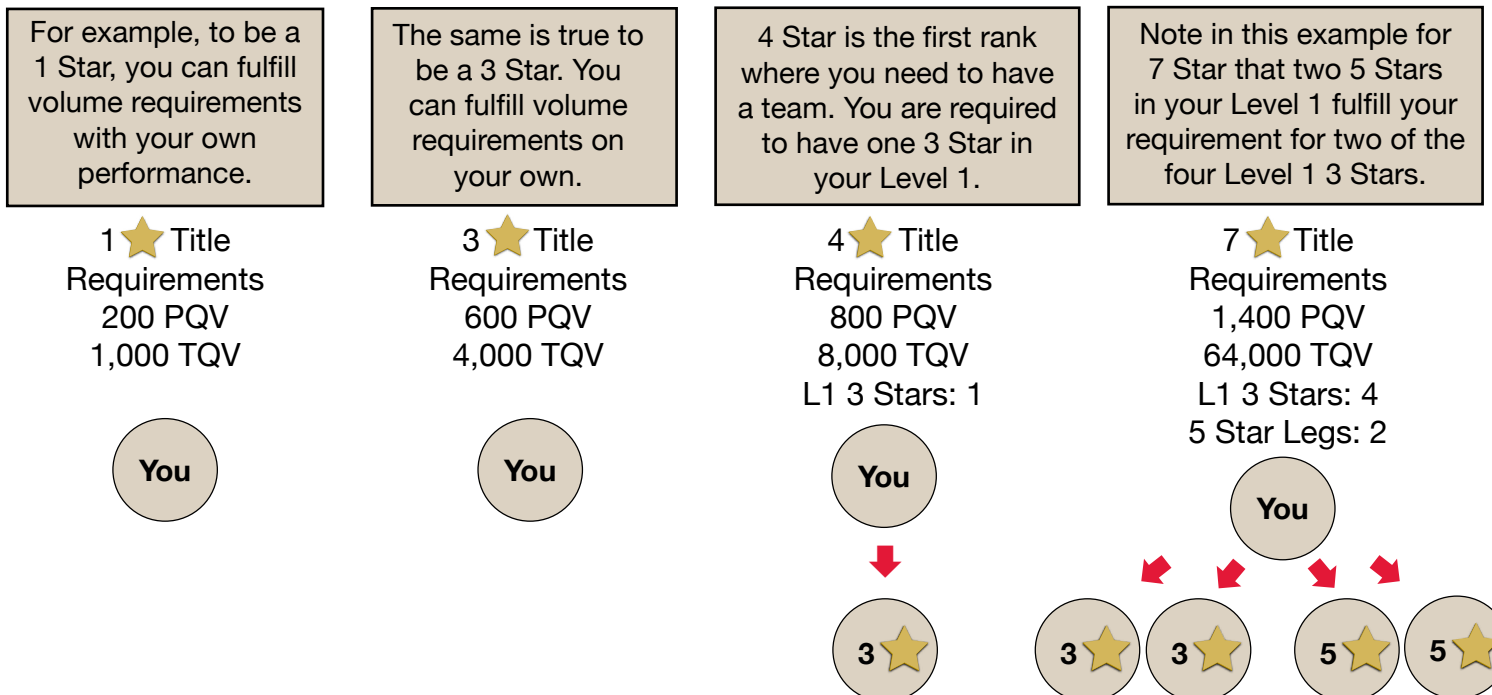 For example, to be a
1 Star, you can fulfill
volume requirements
with your own
performance.
1 Title
Requirements
200 PQV
1,000 TQV
You
The same is true to
be a 3 Star. You
can fulfill volume
requirements on
your own.
3 Title
Requirements
600 PQV
4,000 TQV
You
4 Star is the first rank
where you need to have
a team. You are required
to have one 3 Star in
your Level 1.
4 Title
Requirements
800 PQV
8,000 TQV
L1 3 Stars: 1
You
3
Note in this example for
7 Star that two 5 Stars
in your Level 1 fulfill your
requirement for two of the
four Level 1 3 Stars.
7 Title
Requirements
1,400 PQV
64,000 TQV
L1 3 Stars: 4
5 Star Legs: 2
You
3
3
5
5